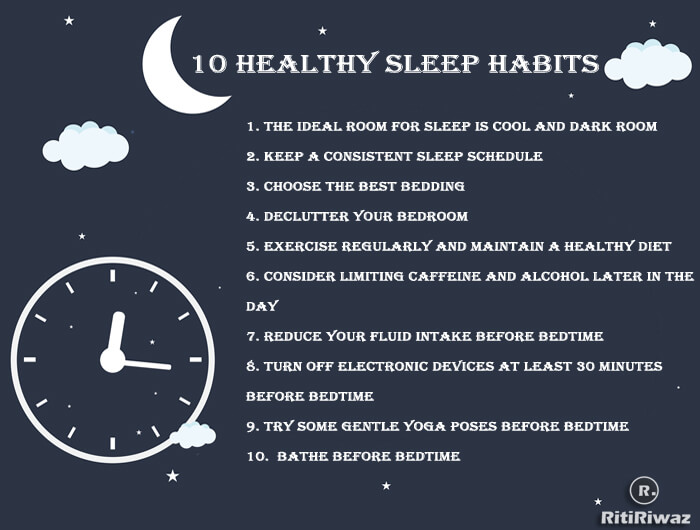 10 HEALTHY SLEEP HABITS
1. THE IDEAL ROOM FOR SLEEP IS COOL AND DARK ROOM
2. KEEP A CONSISTENT SLEEP SCHEDULE
3. CHOOSE THE BEST BEDDING
4. DECLUTTER YOUR BEDROOM
5. EXERCISE REGULARLY AND MAINTAIN A HEALTHY DIET
6. CONSIDER LIMITING CAFFEINE AND ALCOHOL LATER IN THE
DAY
7. REDUCE YOUR FLUID INTAKE BEFORE BEDTIME
8. TURN OFF ELECTRONIC DEVICES AT LEAST 30 MINUTES
BEFORE BEDTIME
9. TRY SOME GENTLE YOGA POSES BEFORE BEDTIME
10. BATHE BEFORE BEDTIME
R.
RitiRiwaz